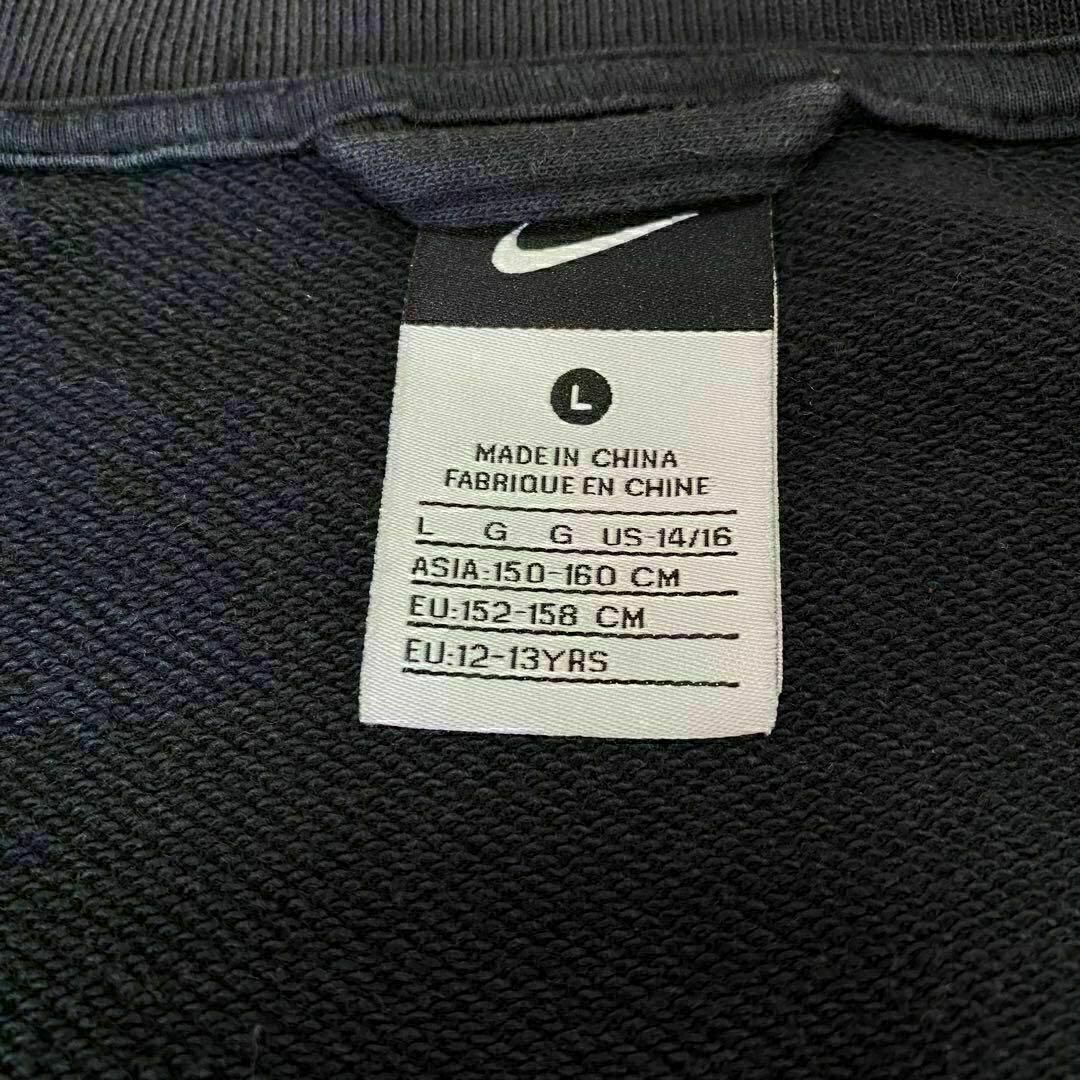 L
MADE IN CHINA
FABRIQUE EN CHINE
L G G US-14/16
ASIA:150-160 CM
EU:152-158 CM
EU:12-13YRS